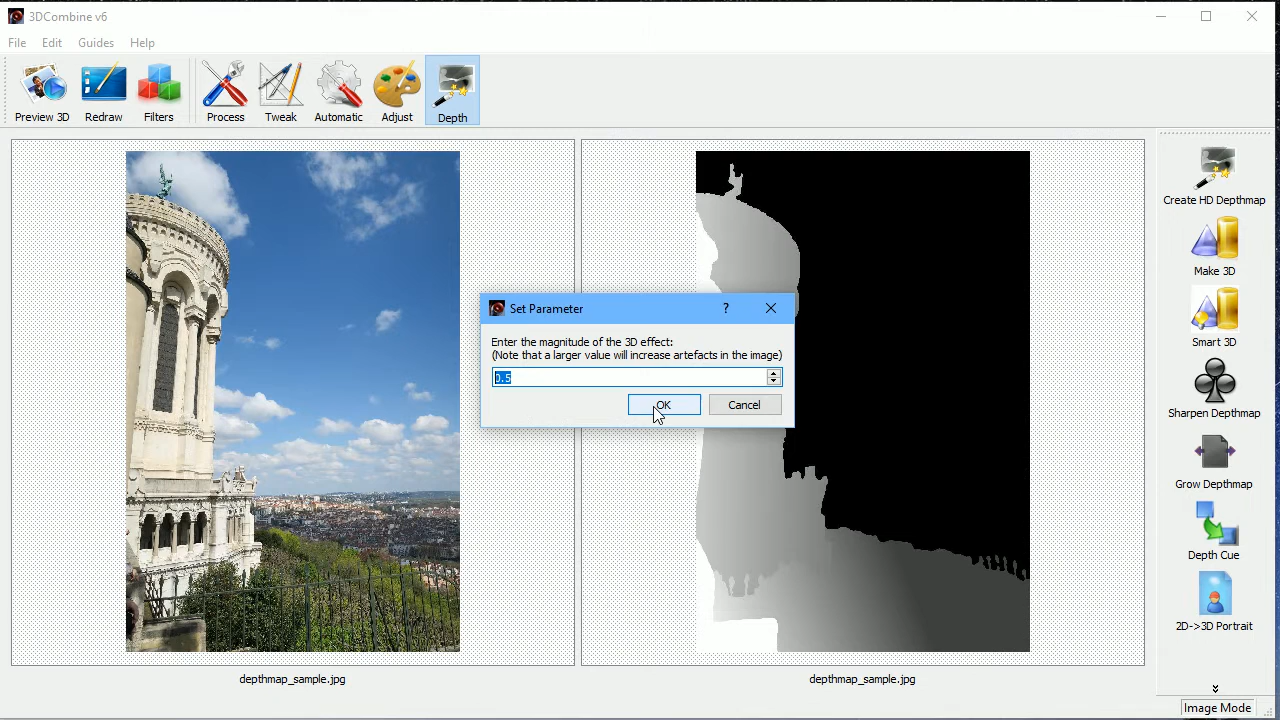 3DCombine v6
File Edit Guides Help
Preview 3D Redraw Filters Process Tweak Automatic Adjust Depth
Create HD Depthmap
Make 3D
Smart 3D
Sharpen Depthmap
Grow Depthmap
Depth Cue
2D->3D Portrait
Set Parameter ?
Enter the magnitude of the 3D effect:
(Note that a larger value will increase artefacts in the image)
0.5
OK Cancel
depthmap_sample.jpg depthmap_sample.jpg
Image Mode